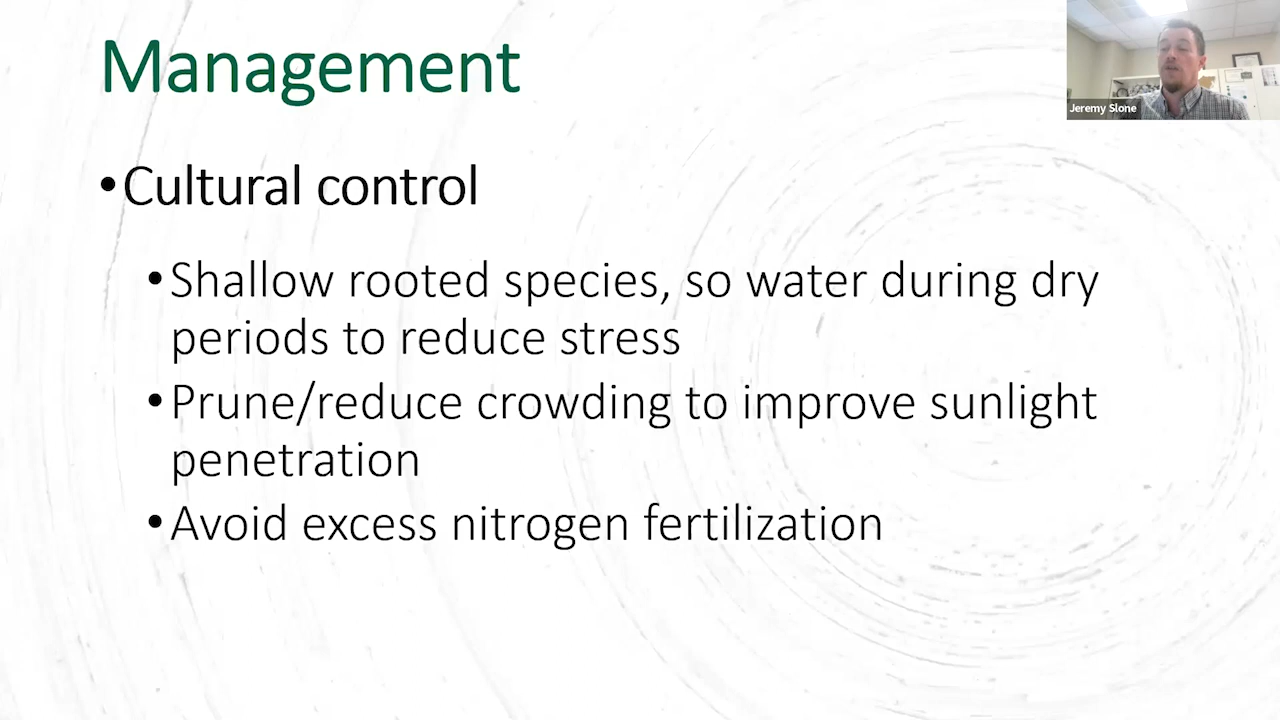 Management
Jeremy Slone
•Cultural control
•Shallow rooted species, so water during dry
periods to reduce stress
•Prune/reduce crowding to improve sunlight
penetration
•Avoid excess nitrogen fertilization